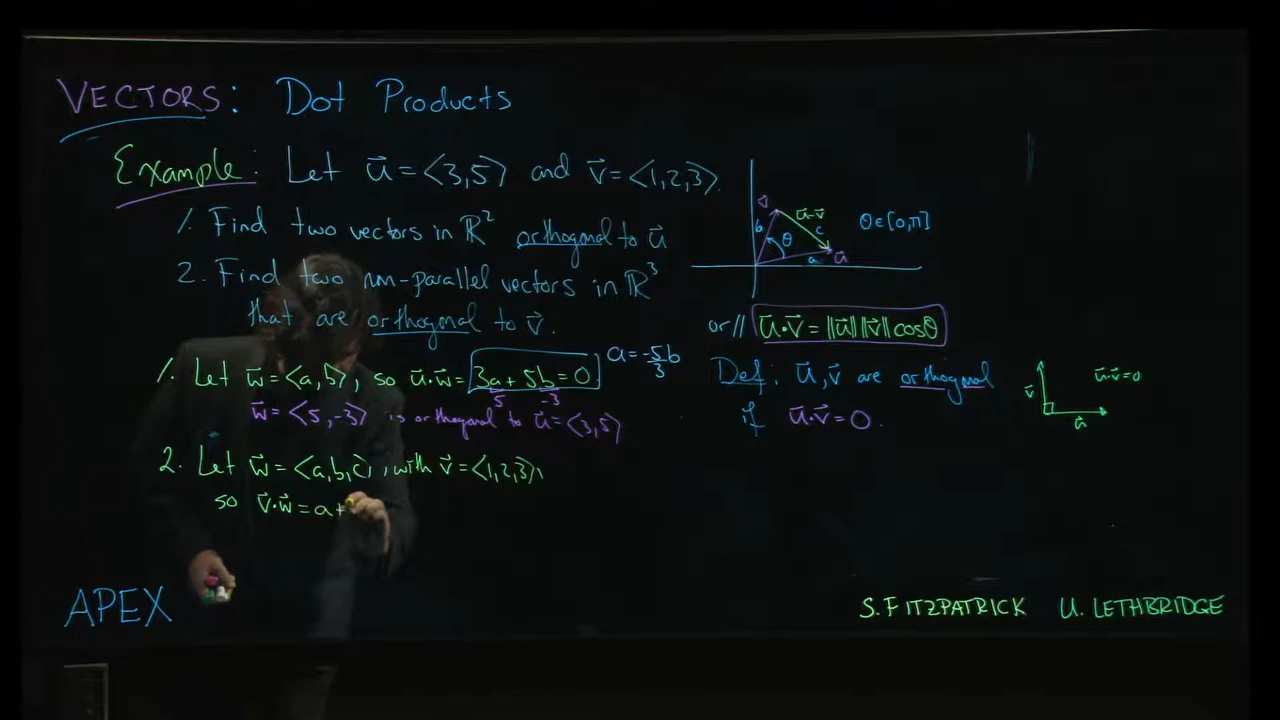 VECTORS: Dot Products
Example: Let u⃗ = ⟨3,5⟩ and v⃗ = ⟨1,2,3⟩.
1. Find two vectors in ℝ² orthogonal to u⃗
2. Find two non-parallel vectors in ℝ³
that are orthogonal to v⃗.
1. Let w⃗ = ⟨a,b⟩, so u⃗·w⃗ = 3a + 5b = 0
5 -3
a = -5/3 b
w⃗ = ⟨5,-3⟩ is orthogonal to u⃗ = ⟨3,5⟩
2. Let w⃗ = ⟨a,b,c⟩, with v⃗ = ⟨1,2,3⟩,
so v⃗·w⃗ = a+
v⃗
u⃗-v⃗
b
c
θ
a
u⃗
θ∈[0,π]
or// u⃗·v⃗ = ‖u⃗‖‖v⃗‖cosθ
Def: u⃗, v⃗ are orthogonal
if u⃗·v⃗ = 0.
v⃗
u⃗
u⃗·v⃗=0
APEX
S. FITZPATRICK U. LETHBRIDGE